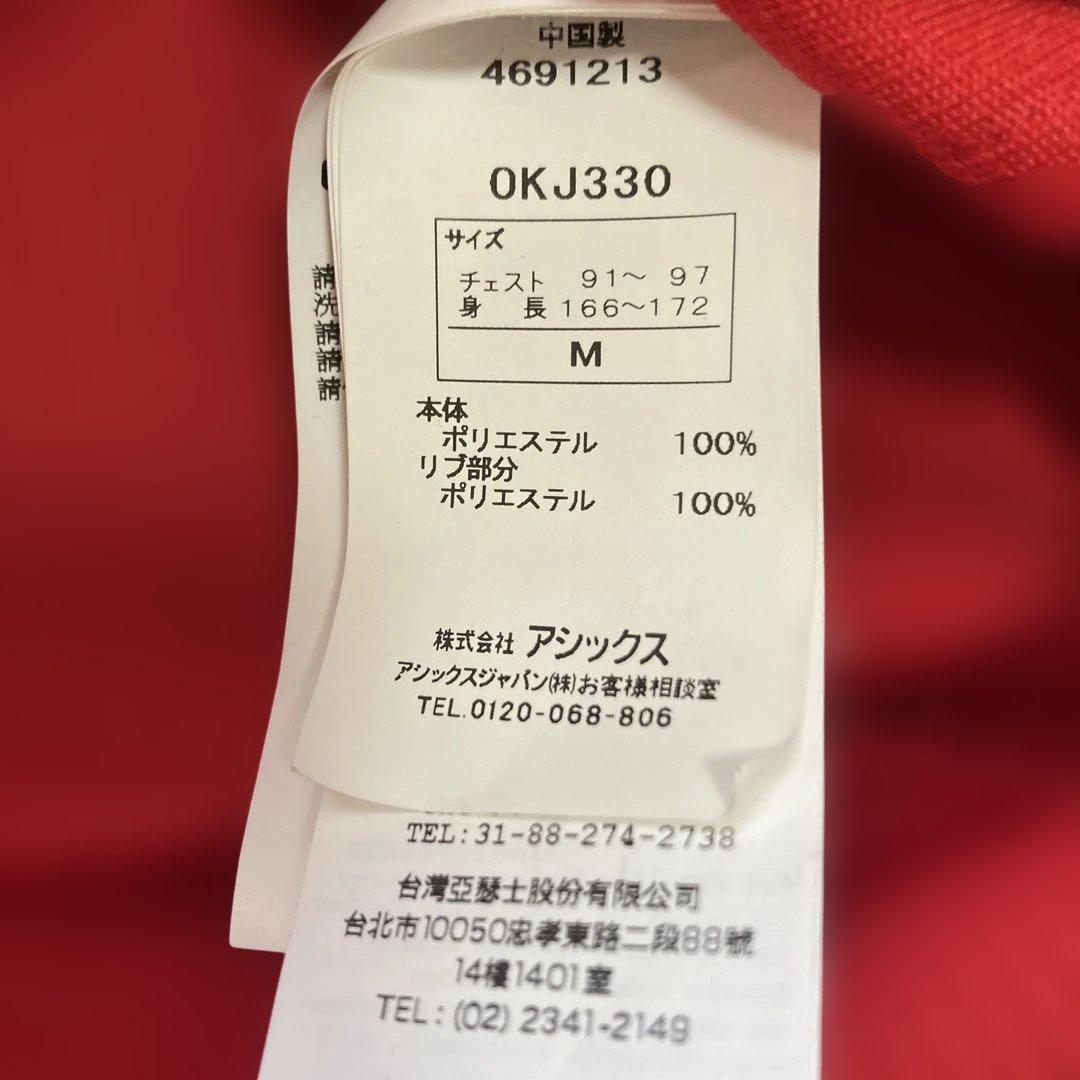 中国製
4691213
0KJ330
サイズ
チェスト 91～ 97
身 長 166～172
M
本体
ポリエステル 100%
リブ部分
ポリエステル 100%
株式会社 アシックス
アシックスジャパン(株)お客様相談室
TEL.0120-068-806
請
洗
請
請
請
TEL:31-88-274-2738
台灣亞瑟士股份有限公司
台北市10050忠孝東路二段88號
14樓1401室
TEL: (02) 2341-2149